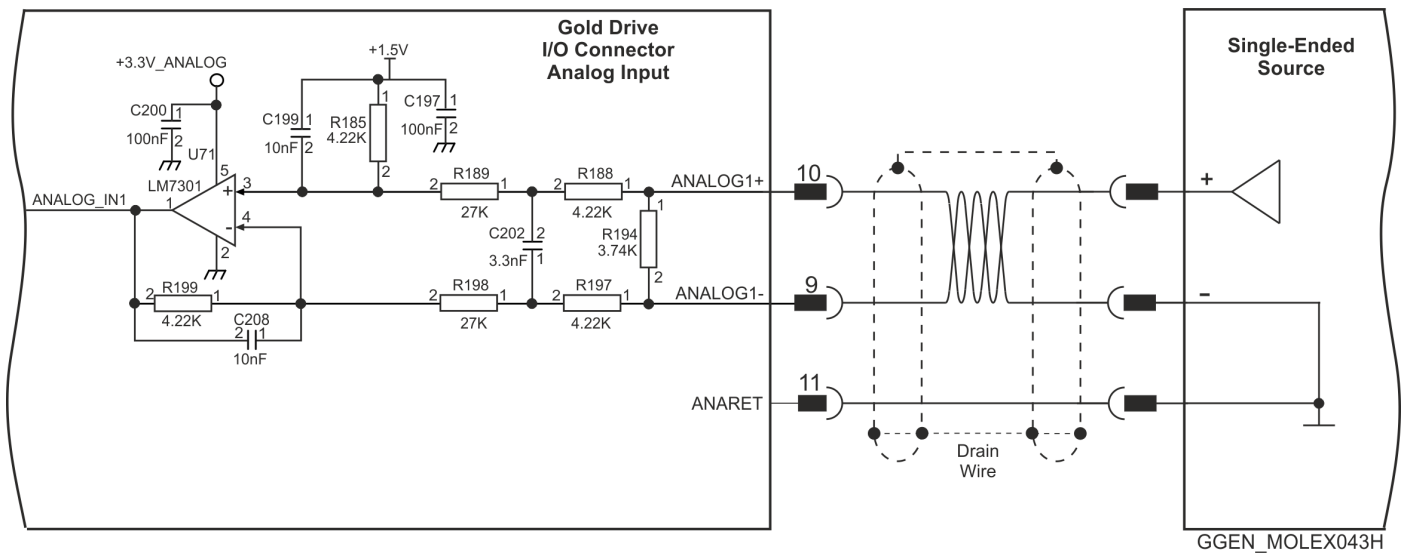 Gold Drive
I/O Connector
Analog Input
Single-Ended
Source
+3.3V_ANALOG
+1.5V
C200
1
100nF
2
C199
1
10nF
2
1
R185
4.22K
2
C197
1
100nF
2
U71
LM7301
5
+
3
-
4
1
2
ANALOG_IN1
2
R189
1
27K
2
R188
1
4.22K
ANALOG1+
10
+
C202
2
3.3nF
1
1
R194
3.74K
2
2
R199
1
4.22K
C208
2
1
10nF
2
R198
1
27K
2
R197
1
4.22K
ANALOG1-
9
-
ANARET
11
Drain
Wire
GGEN_MOLEX043H